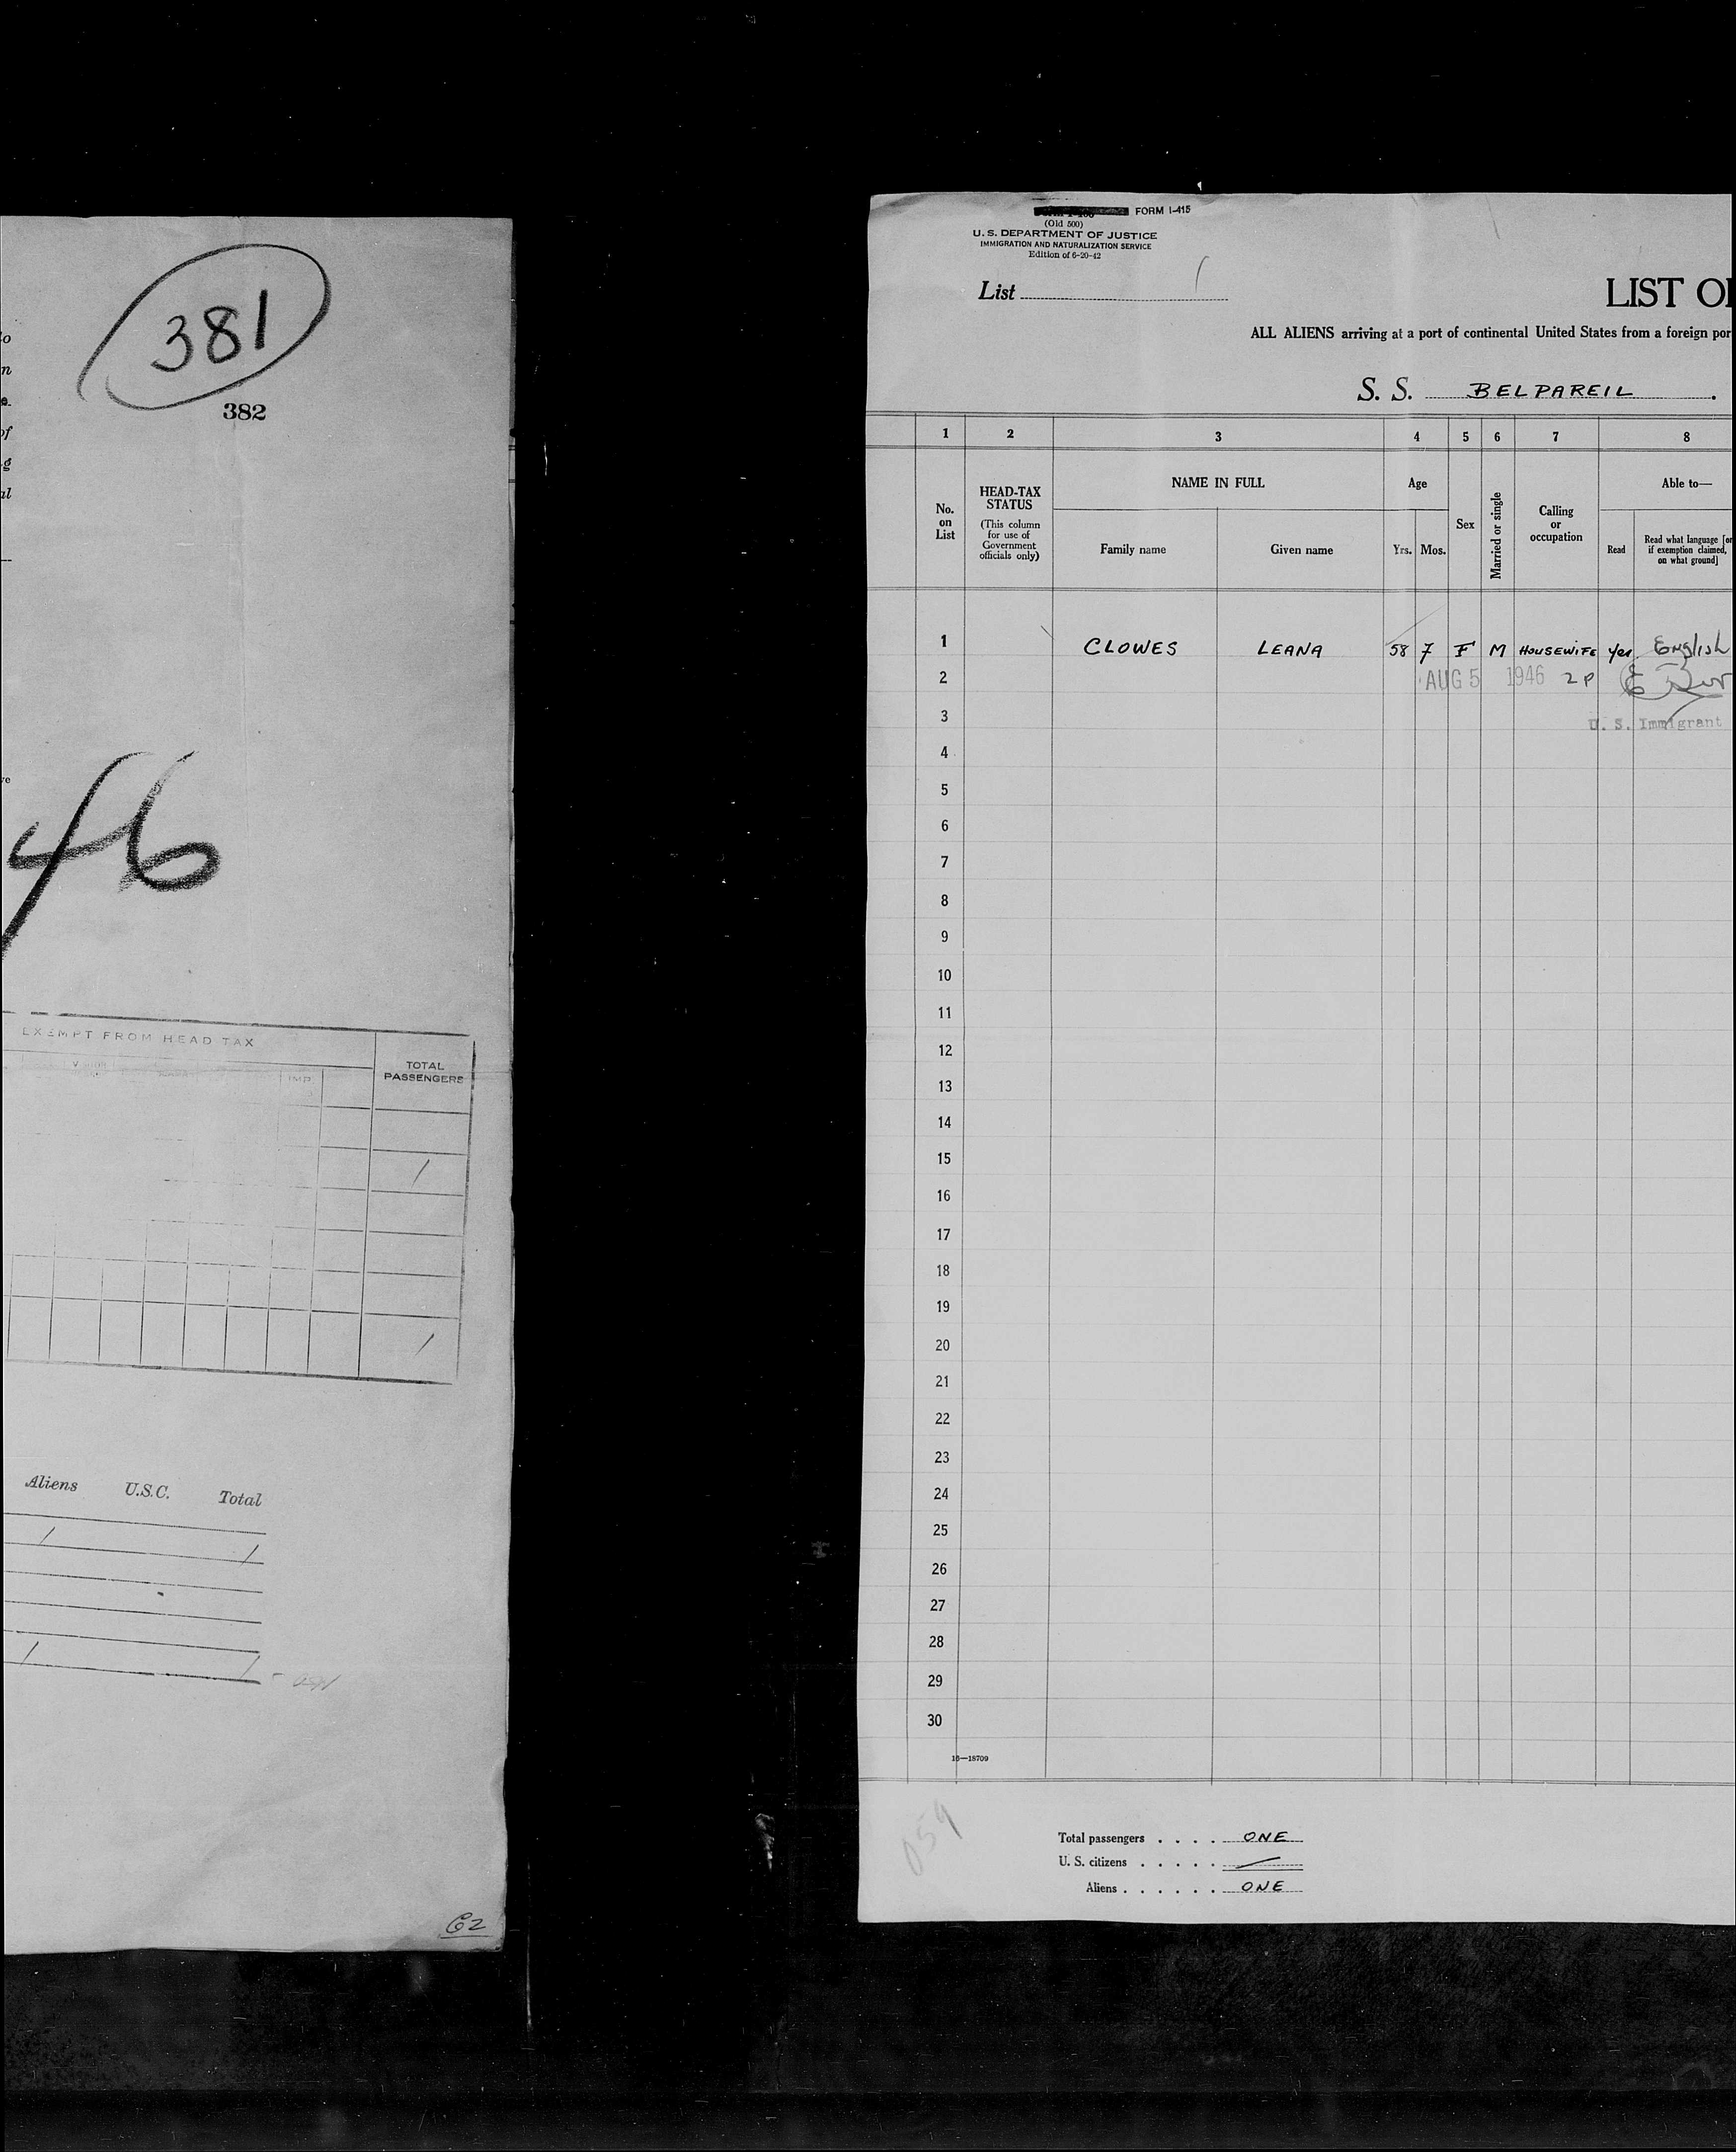 381
382
o
n
e
of
g
al
ve
46
EXEMPT FROM HEAD TAX
IMP
TOTAL PASSENGERS
/
/
Aliens U.S.C. Total
/ /
/ /
62
FORM I-415
(Old 500)
U. S. DEPARTMENT OF JUSTICE
IMMIGRATION AND NATURALIZATION SERVICE
Edition of 6-20-42
List
LIST OF
ALL ALIENS arriving at a port of continental United States from a foreign por
S. S. BELPAREIL .
1 2 3 4 5 6 7 8
No. on List
HEAD-TAX STATUS
(This column for use of Government officials only)
NAME IN FULL
Family name Given name
Age
Yrs. Mos.
Sex
Married or single
Calling or occupation
Able to—
Read
Read what language [or if exemption claimed, on what ground]
1 CLOWES LEANA 58 7 F M HOUSEWIFE Yes English
2 AUG 5 1946 2 P
3 U. S. Immigrant
4
5
6
7
8
9
10
11
12
13
14
15
16
17
18
19
20
21
22
23
24
25
26
27
28
29
30
16—18709
059
Total passengers . . . . ONE
U. S. citizens . . . . .
Aliens . . . . . . ONE